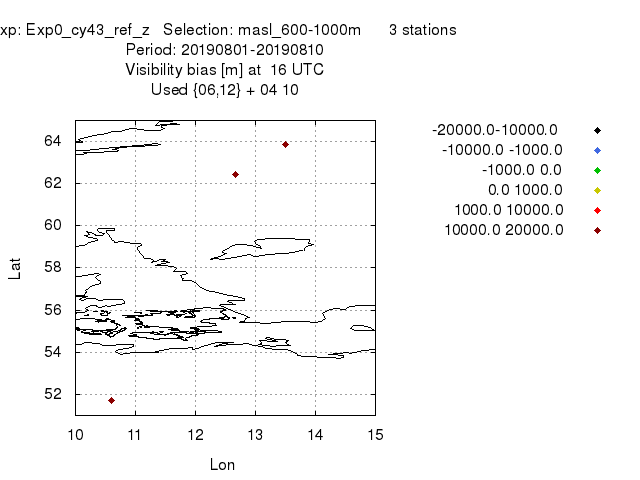 xp: Exp0_cy43_ref_z Selection: masl_600-1000m 3 stations
Period: 20190801-20190810
Visibility bias [m] at 16 UTC
Used {06,12} + 04 10
-20000.0-10000.0
-10000.0 -1000.0
-1000.0 0.0
0.0 1000.0
1000.0 10000.0
10000.0 20000.0
64
62
60
58
56
54
52
Lat
10 11 12 13 14 15
Lon